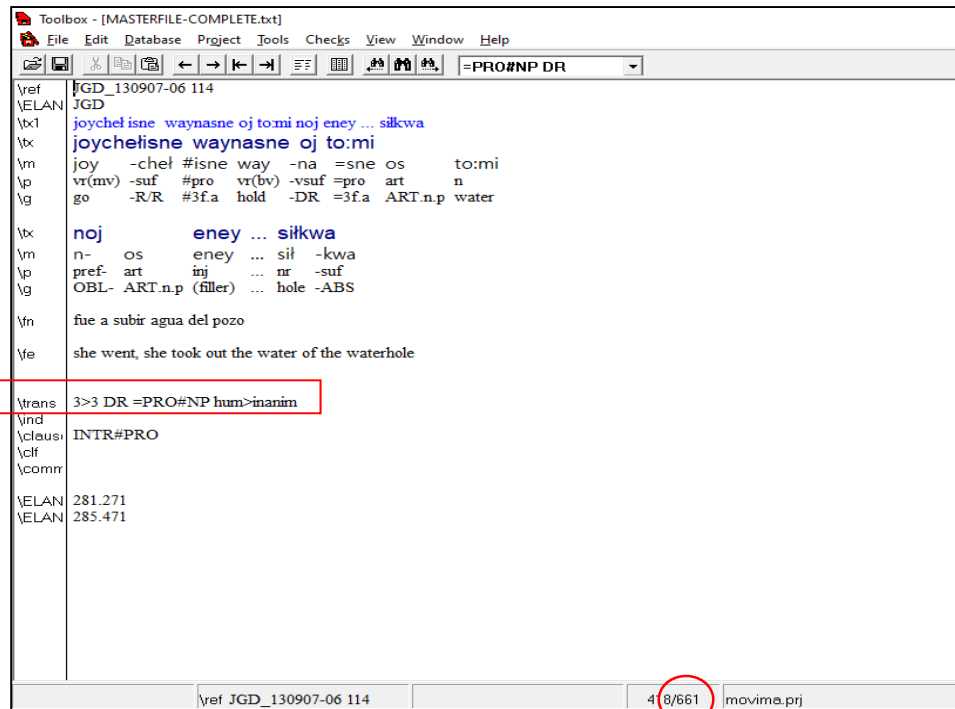 Toolbox - [MASTERFILE-COMPLETE.txt]
File Edit Database Project Tools Checks View Window Help
=PRO#NP DR
\ref JGD_130907-06 114
\ELAN JGD
\tx1 joycheł isne waynasne oj to:mi noj eney ... siłkwa
\tx joychełisne waynasne oj to:mi
\m joy -cheł #isne way -na =sne os to:mi
\p vr(mv) -suf #pro vr(bv) -vsuf =pro art n
\g go -R/R #3f.a hold -DR =3f.a ART.n.p water
\tx noj eney ... siłkwa
\m n- os eney ... sił -kwa
\p pref- art inj ... nr -suf
\g OBL- ART.n.p (filler) ... hole -ABS
\fn fue a subir agua del pozo
\fe she went, she took out the water of the waterhole
\trans 3>3 DR =PRO#NP hum>inanim
\ind
\claus INTR#PRO
\clf
\comm
\ELAN 281.271
\ELAN 285.471
\ref JGD_130907-06 114 418/661 movima.prj